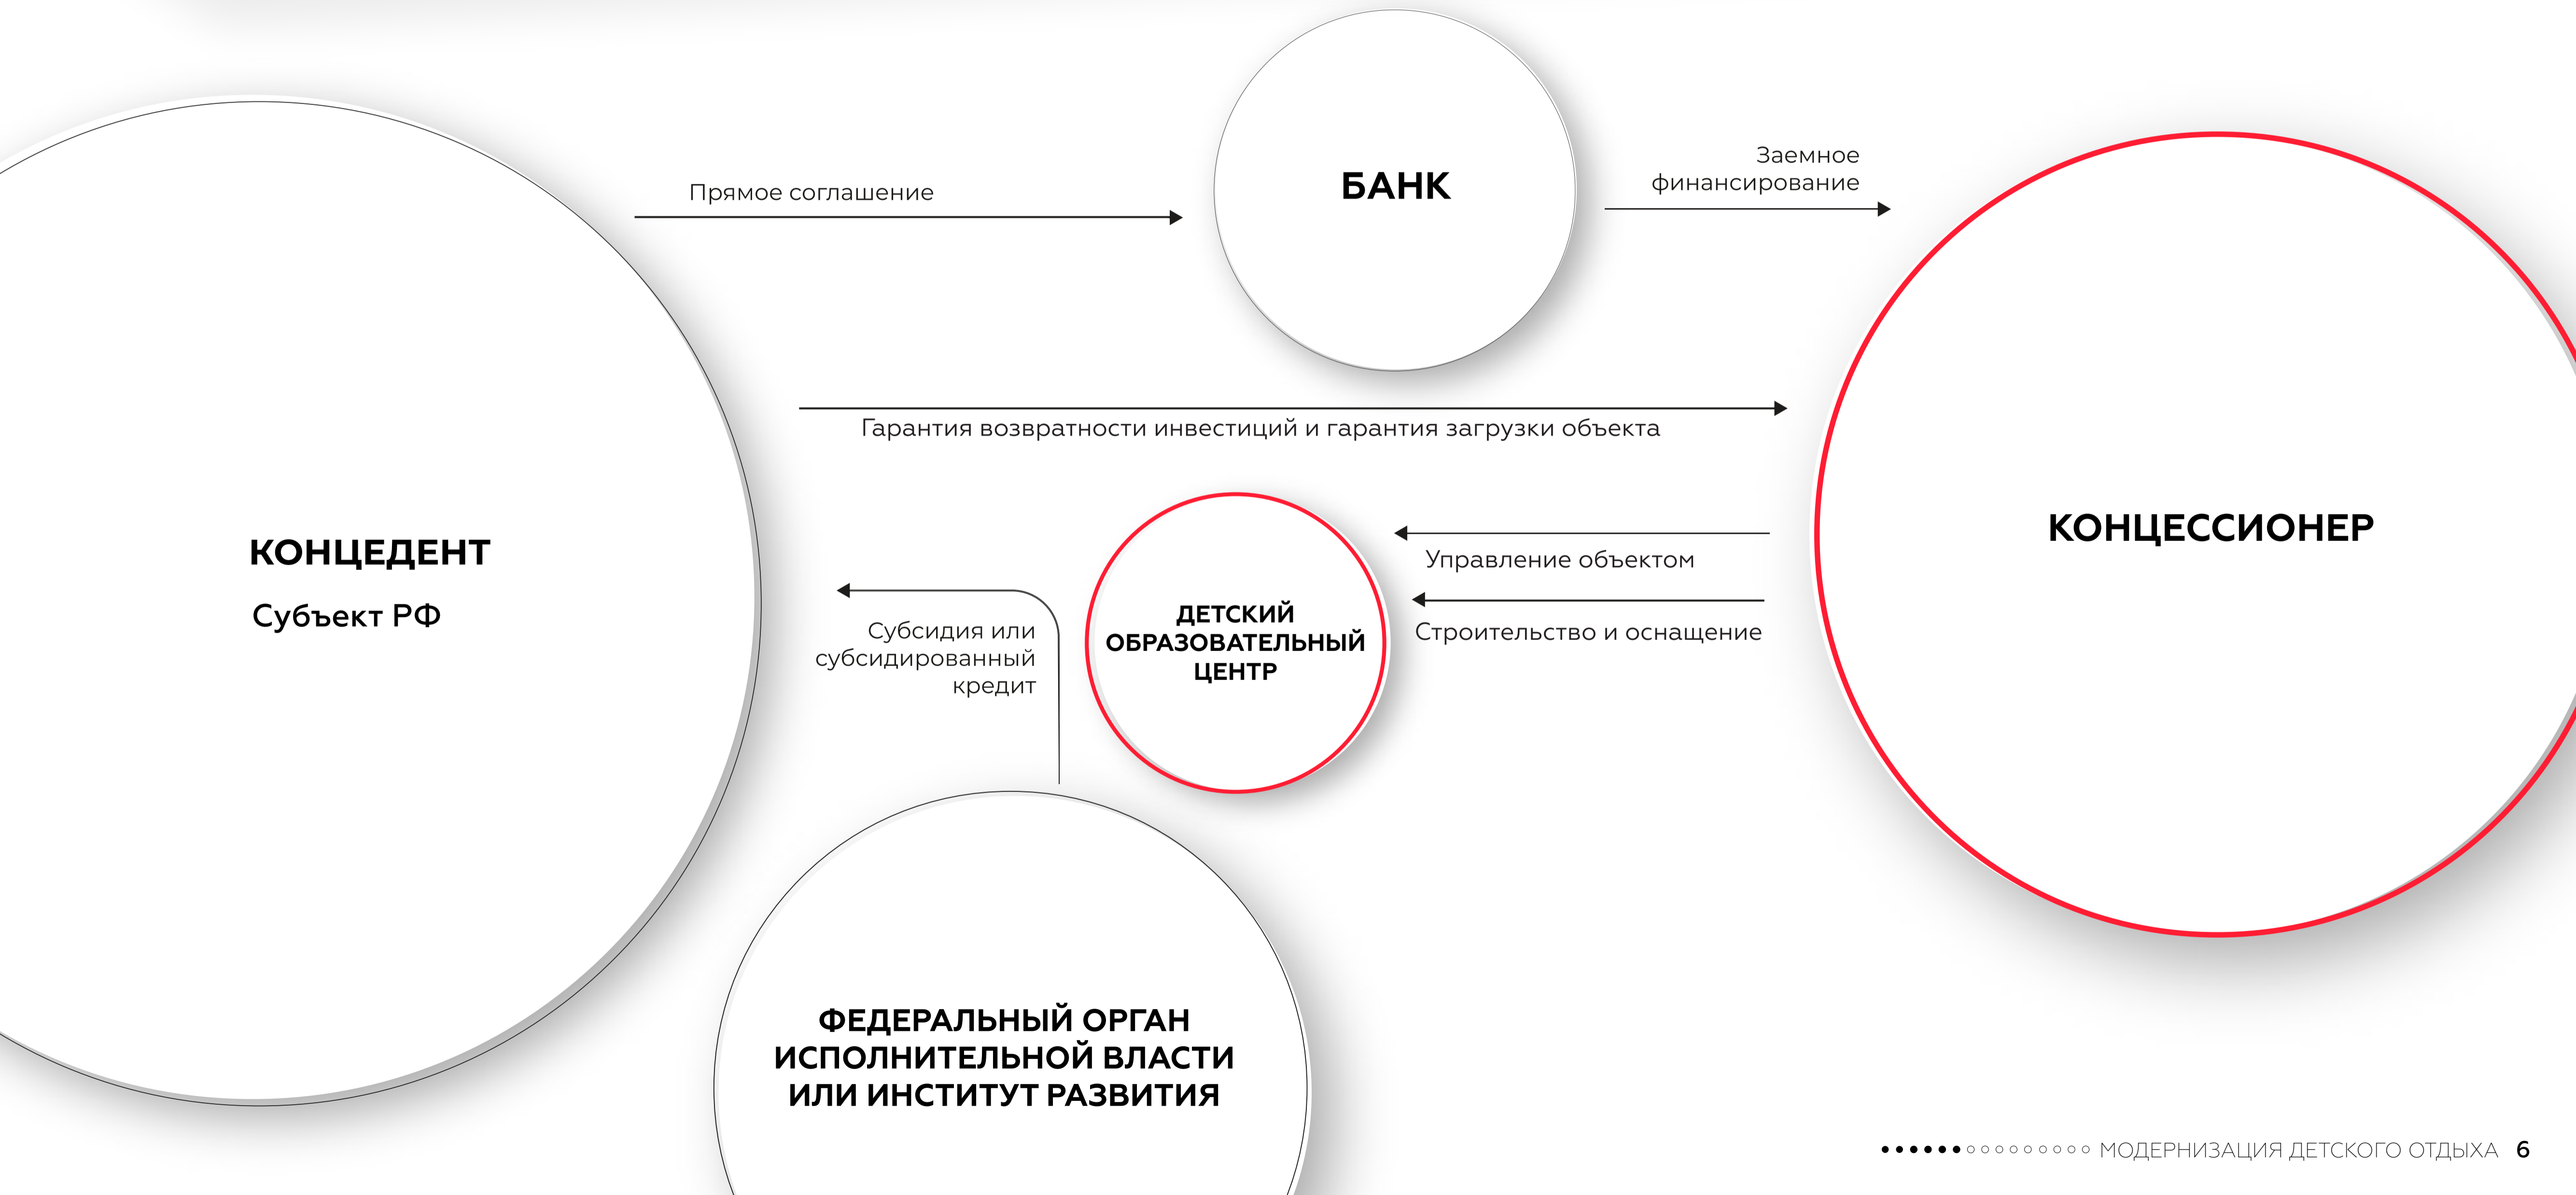 БАНК
Заемное
финансирование
Прямое соглашение
Гарантия возвратности инвестиций и гарантия загрузки объекта
КОНЦЕДЕНТ
Субъект РФ
КОНЦЕССИОНЕР
Управление объектом
Строительство и оснащение
ДЕТСКИЙ
ОБРАЗОВАТЕЛЬНЫЙ
ЦЕНТР
Субсидия или
субсидированный
кредит
ФЕДЕРАЛЬНЫЙ ОРГАН
ИСПОЛНИТЕЛЬНОЙ ВЛАСТИ
ИЛИ ИНСТИТУТ РАЗВИТИЯ
МОДЕРНИЗАЦИЯ ДЕТСКОГО ОТДЫХА 6